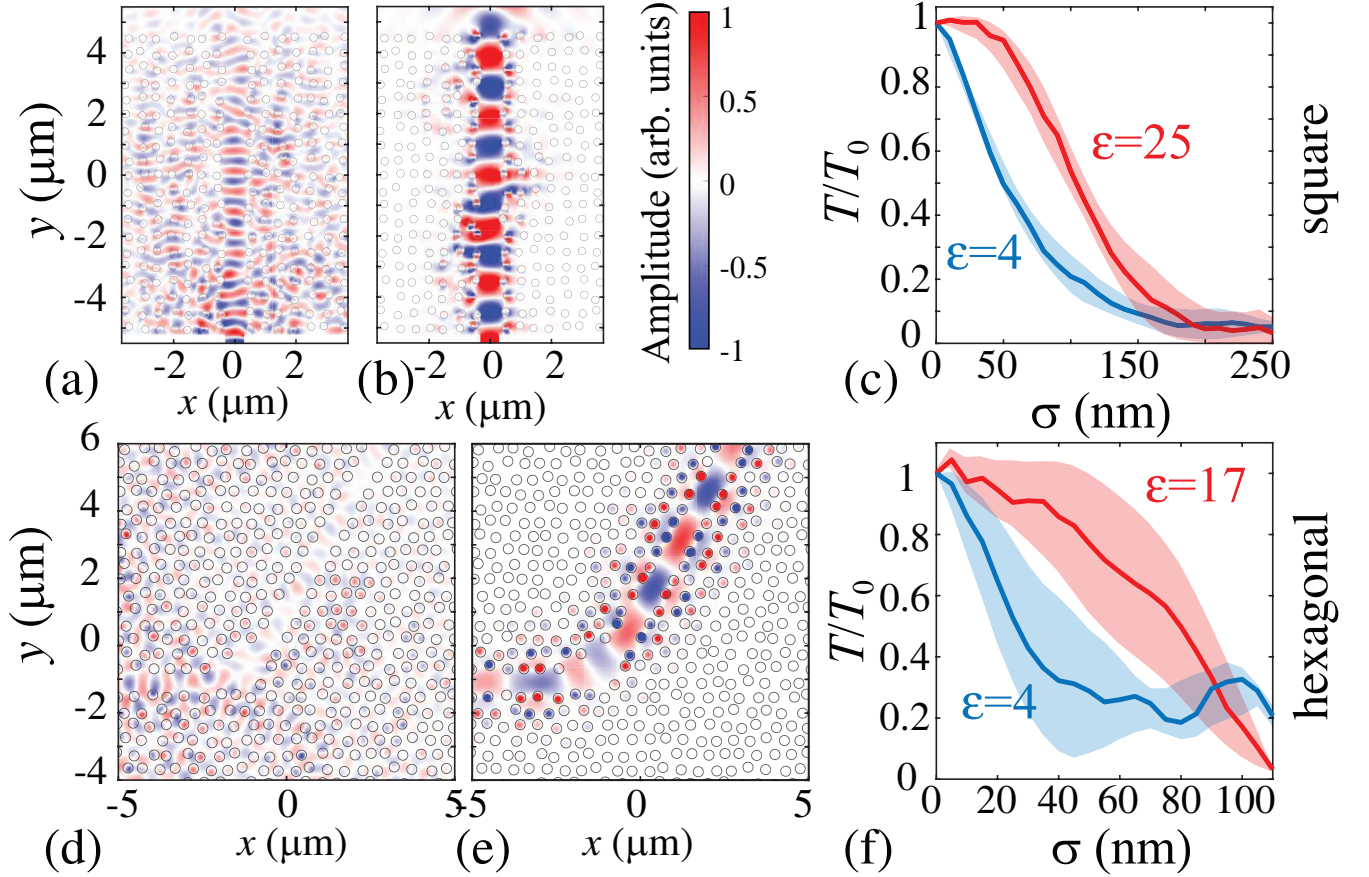 4
2
0
-2
-4
y (μm)
-2 0 2
(a)
x (μm)
-2 0 2
(b)
x (μm)
1
0.5
0
-0.5
-1
Amplitude (arb. units)
1
0.8
0.6
0.4
0.2
0
T/T0
ε=25
ε=4
0 50 150 250
(c)
σ (nm)
square
6
4
2
0
-2
-4
y (μm)
-5 0 5
(d)
x (μm)
-5 0 5
(e)
x (μm)
1
0.8
0.6
0.4
0.2
0
T/T0
ε=17
ε=4
0 20 40 60 80 100
(f)
σ (nm)
hexagonal